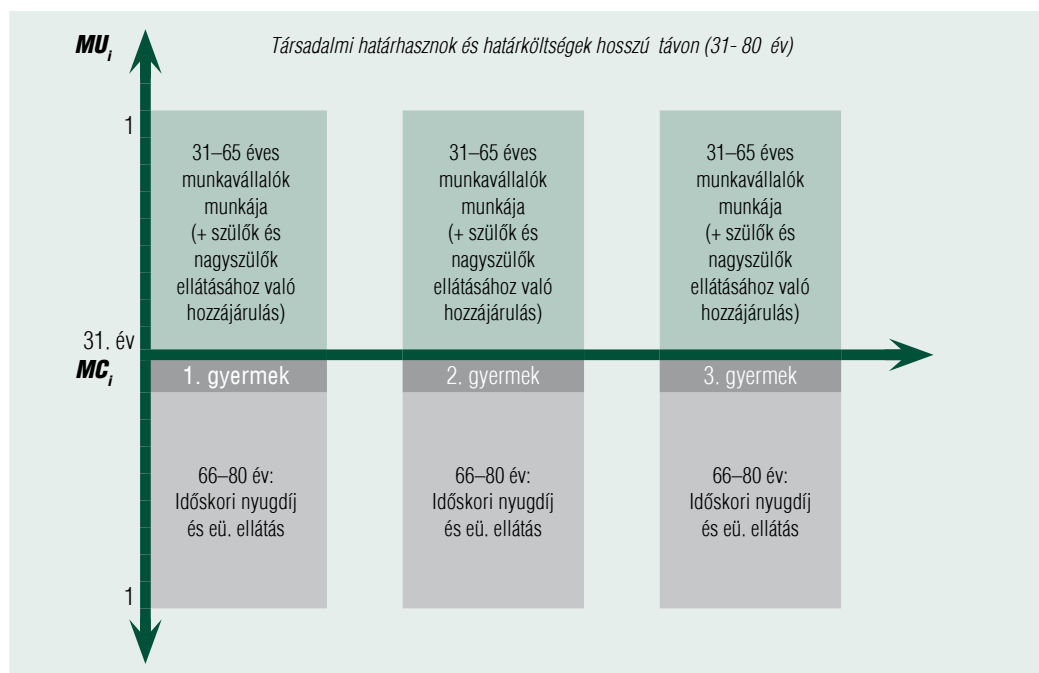 MUi
Társadalmi határhasznok és határköltségek hosszú távon (31- 80 év)
1
31–65 éves
munkavállalók
munkája
(+ szülők és
nagyszülők
ellátásához való
hozzájárulás)
31–65 éves
munkavállalók
munkája
(+ szülők és
nagyszülők
ellátásához való
hozzájárulás)
31–65 éves
munkavállalók
munkája
(+ szülők és
nagyszülők
ellátásához való
hozzájárulás)
31. év
MCi
1. gyermek
2. gyermek
3. gyermek
66–80 év:
Időskori nyugdíj
és eü. ellátás
66–80 év:
Időskori nyugdíj
és eü. ellátás
66–80 év:
Időskori nyugdíj
és eü. ellátás
1